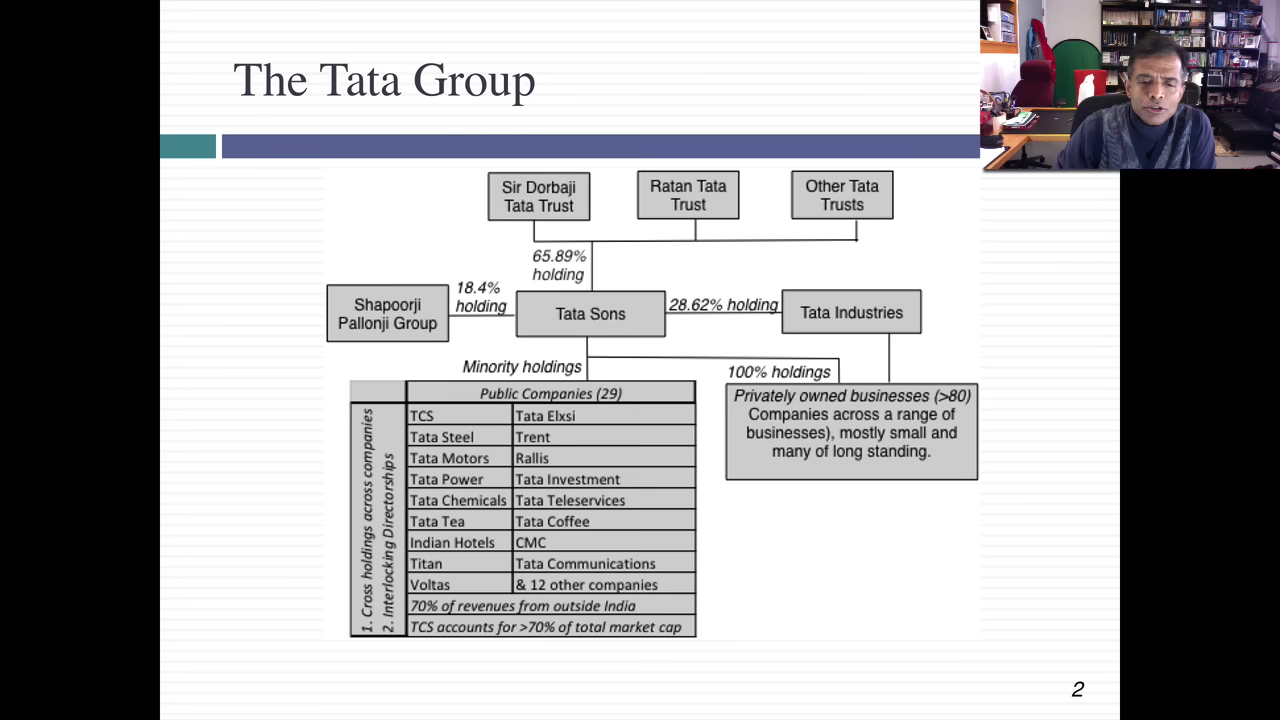 The Tata Group
Sir Dorbaji
Tata Trust
Ratan Tata
Trust
Other Tata
Trusts
65.89%
holding
Shapoorji
Pallonji Group
18.4%
holding
Tata Sons
28.62% holding
Tata Industries
Minority holdings
100% holdings
1. Cross holdings across companies
2. Interlocking Directorships
Public Companies (29)
TCS Tata Elxsi
Tata Steel Trent
Tata Motors Rallis
Tata Power Tata Investment
Tata Chemicals Tata Teleservices
Tata Tea Tata Coffee
Indian Hotels CMC
Titan Tata Communications
Voltas & 12 other companies
70% of revenues from outside India
TCS accounts for >70% of total market cap
Privately owned businesses (>80)
Companies across a range of
businesses), mostly small and
many of long standing.
2